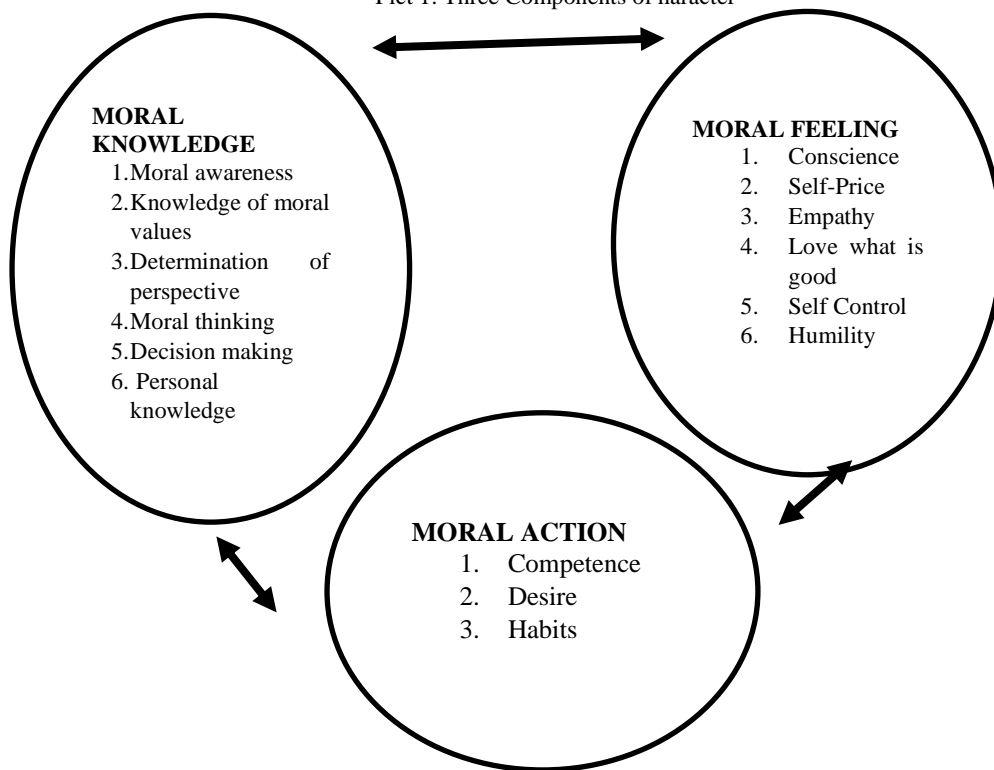 Pict 1. Three Components of haracter
MORAL
KNOWLEDGE
1.Moral awareness
2.Knowledge of moral
values
3.Determination of
perspective
4.Moral thinking
5.Decision making
6. Personal
knowledge
MORAL FEELING
1. Conscience
2. Self-Price
3. Empathy
4. Love what is
good
5. Self Control
6. Humility
MORAL ACTION
1. Competence
2. Desire
3. Habits